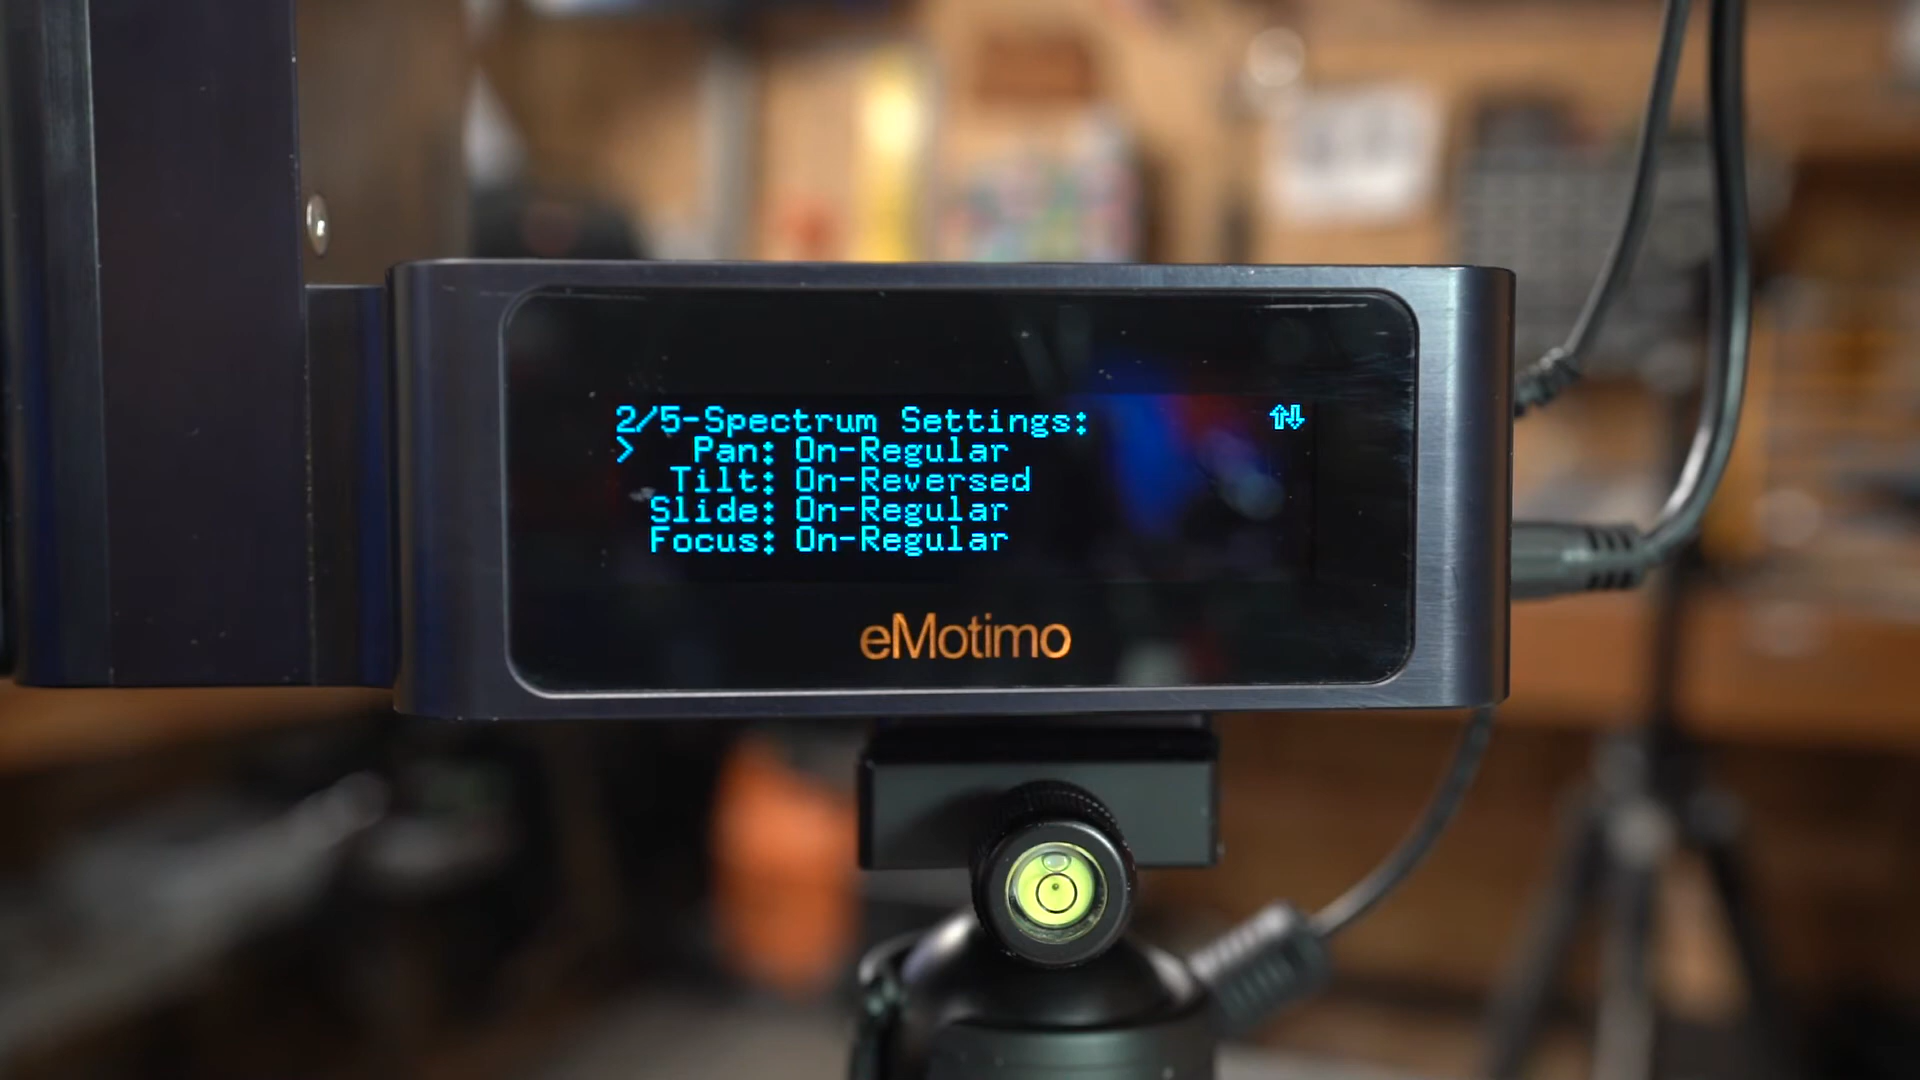 2/5-Spectrum Settings: ⇅
> Pan: On-Regular
Tilt: On-Reversed
Slide: On-Regular
Focus: On-Regular
eMotimo